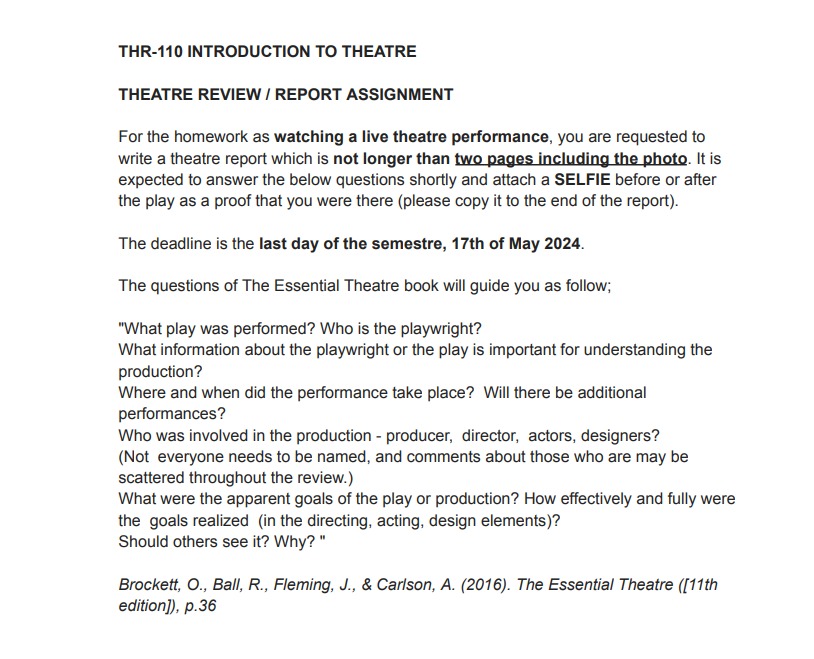 THR-110 INTRODUCTION TO THEATRE
THEATRE REVIEW / REPORT ASSIGNMENT
For the homework as watching a live theatre performance, you are requested to
write a theatre report which is not longer than two pages including the photo. It is
expected to answer the below questions shortly and attach a SELFIE before or after
the play as a proof that you were there (please copy it to the end of the report).
The deadline is the last day of the semestre, 17th of May 2024.
The questions of The Essential Theatre book will guide you as follow;
"What play was performed? Who is the playwright?
What information about the playwright or the play is important for understanding the
production?
Where and when did the performance take place?  Will there be additional
performances?
Who was involved in the production - producer,  director,  actors, designers?
(Not  everyone needs to be named, and comments about those who are may be
scattered throughout the review.)
What were the apparent goals of the play or production? How effectively and fully were
the  goals realized  (in the directing, acting, design elements)?
Should others see it? Why? "
Brockett, O., Ball, R., Fleming, J., & Carlson, A. (2016). The Essential Theatre ([11th
edition]), p.36